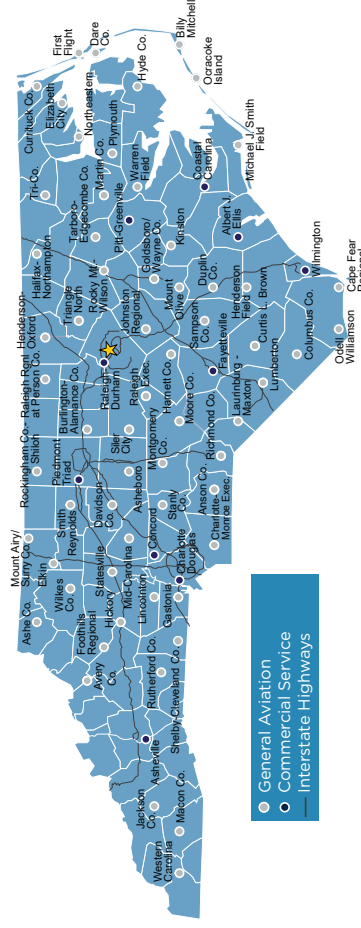 Western
Carolina
Macon Co.
Jackson
Co.
Asheville
Rutherford Co.
Shelby-Cleveland Co.
Avery
Co.
Foothills
Regional
Ashe Co.
Wilkes
Co.
Elkin
Mount Airy/
Surry Co.
Hickory
Statesville
Lincolnton
Gastonia
Mid-Carolina
Concord
Charlotte
Douglas
Smith
Reynolds
Davidson
Co.
Stanly
Co.
Anson Co.
Charlotte-
Monroe Exec.
Rockingham Co.-
Shiloh
Piedmont
Triad
Asheboro
Montgomery
Co.
Richmond Co.
Siler
City
Burlington-
Alamance Co.
Raleigh Rgnl
at Person Co.
Moore Co.
Harnett Co.
Raleigh
Exec.
Raleigh
Durham
Laurinburg -
Maxton
Lumberton
Fayetteville
Henderson-
Oxford
Triangle
North
Johnston
Regional
Rocky Mt.-
Wilson
Halifax-
Northampton
Sampson
Co.
Curtis L. Brown
Columbus Co.
Odell
Williamson
Mount
Olive
Goldsboro/
Wayne Co.
Duplin
Co.
Henderson
Field
Wilmington
Cape Fear
Kinston
Pitt-Greenville
Tarboro-
Edgecombe Co.
Tri-Co.
Martin Co.
Warren
Field
Albert J.
Ellis
Coastal
Carolina
Michael J. Smith
Field
Plymouth
Northeastern
Elizabeth
City
Currituck Co.
First
Flight
Dare
Co.
Hyde Co.
Billy
Mitchell
Ocracoke
Island
General Aviation
Commercial Service
Interstate Highways